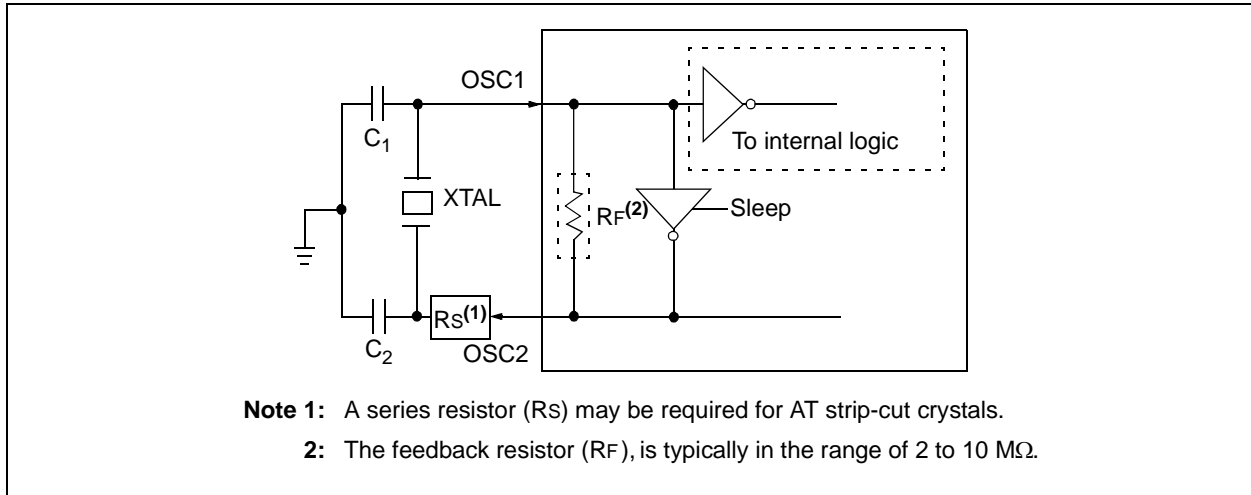 OSC1
C1
To internal logic
XTAL
RF(2)
Sleep
RS(1)
C2
OSC2
Note 1: A series resistor (RS) may be required for AT strip-cut crystals.
2: The feedback resistor (RF), is typically in the range of 2 to 10 MΩ.